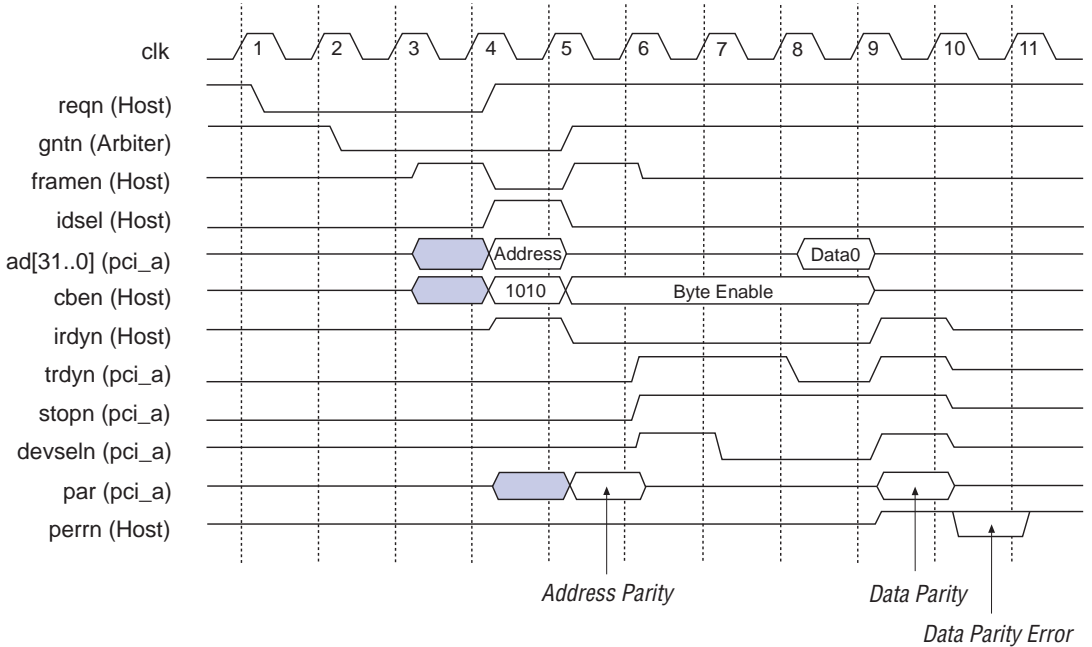 clk 1 2 3 4 5 6 7 8 9 10 11
reqn (Host)
gntn (Arbiter)
framen (Host)
idsel (Host)
ad[31..0] (pci_a) Address Data0
cben (Host) 1010 Byte Enable
irdyn (Host)
trdyn (pci_a)
stopn (pci_a)
devseln (pci_a)
par (pci_a)
perrn (Host)
Address Parity Data Parity
Data Parity Error